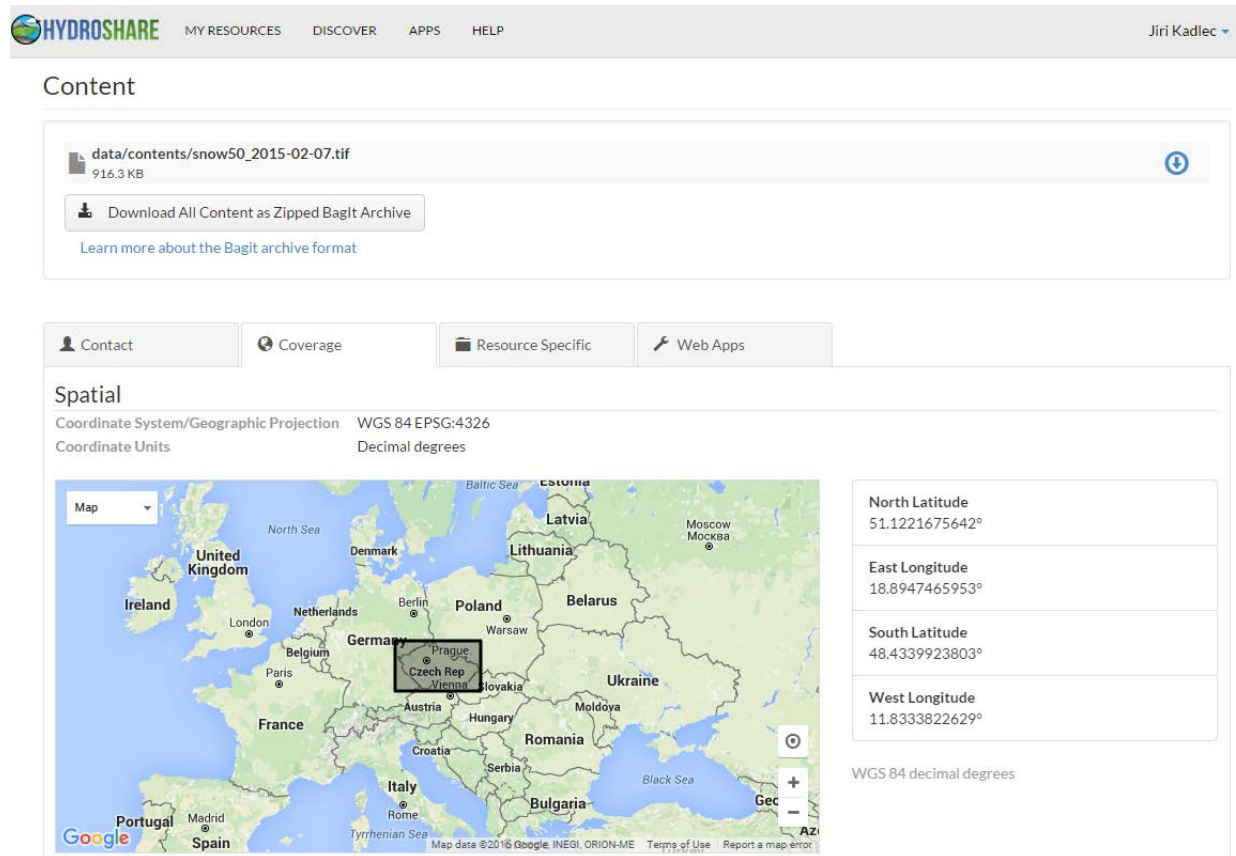 HYDROSHARE MY RESOURCES DISCOVER APPS HELP Jiri Kadlec
Content
data/contents/snow50_2015-02-07.tif
916.3 KB
Download All Content as Zipped BagIt Archive
Learn more about the Bagit archive format
Contact Coverage Resource Specific Web Apps
Spatial
Coordinate System/Geographic Projection WGS 84 EPSG:4326
Coordinate Units Decimal degrees
Map
Baltic Sea
Estonia
North Sea
Latvia
Moscow
Москва
Denmark
Lithuania
United
Kingdom
Ireland
Netherlands
Berlin
Poland
Belarus
London
Warsaw
Germany
Belgium
Prague
Paris
Czech Rep
Vienna
Slovakia
Ukraine
Austria
Moldova
France
Hungary
Romania
Croatia
Serbia
Black Sea
Italy
Bulgaria
Rome
Portugal
Madrid
Spain
Tyrrhenian Sea
Google
Map data ©2016 Google, INEGI, ORION-ME Terms of Use Report a map error
North Latitude
51.1221675642°
East Longitude
18.8947465953°
South Latitude
48.4339923803°
West Longitude
11.8333822629°
WGS 84 decimal degrees